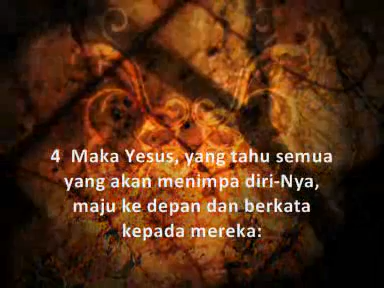 4  Maka Yesus, yang tahu semua
yang akan menimpa diri-Nya,
maju ke depan dan berkata
kepada mereka: